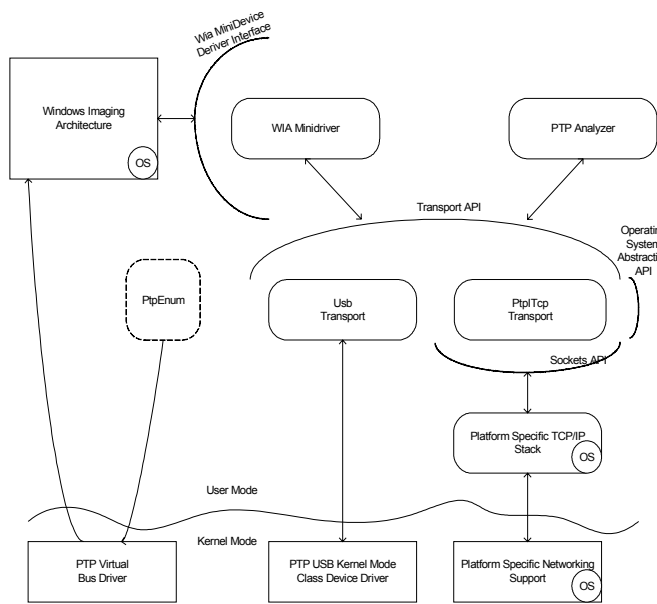 Wia MiniDevice
Deriver Interface
Windows Imaging
Architecture
OS
WIA Minidriver
PTP Analyzer
Transport API
Operatin
System
Abstracti
API
PtpEnum
Usb
Transport
PtpITcp
Transport
Sockets API
Platform Specific TCP/IP
Stack
OS
User Mode
Kernel Mode
PTP Virtual
Bus Driver
PTP USB Kernel Mode
Class Device Driver
Platform Specific Networking
Support
OS